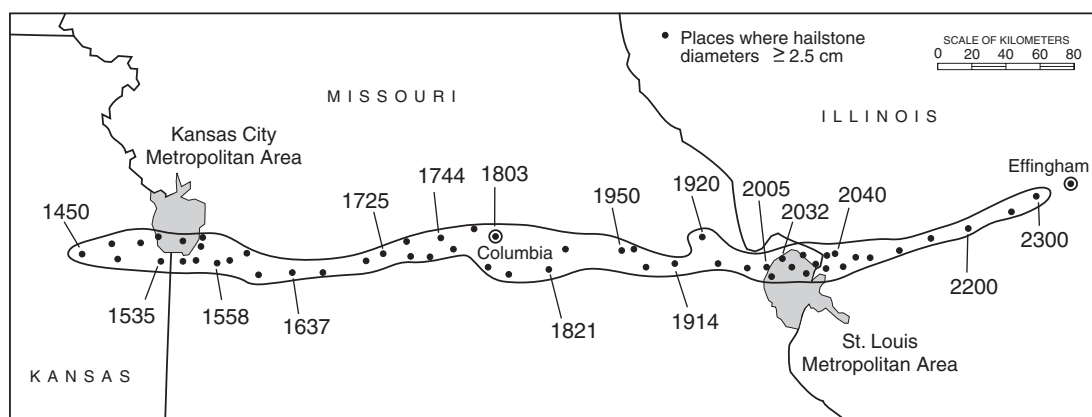 Places where hailstone
diameters ≥ 2.5 cm
SCALE OF KILOMETERS
0 20 40 60 80
MISSOURI
ILLINOIS
Kansas City
Metropolitan Area
Effingham
1450
1725
1744
1803
1950
1920
2005
2032
2040
Columbia
2300
2200
1535
1558
1637
1821
1914
St. Louis
Metropolitan Area
KANSAS